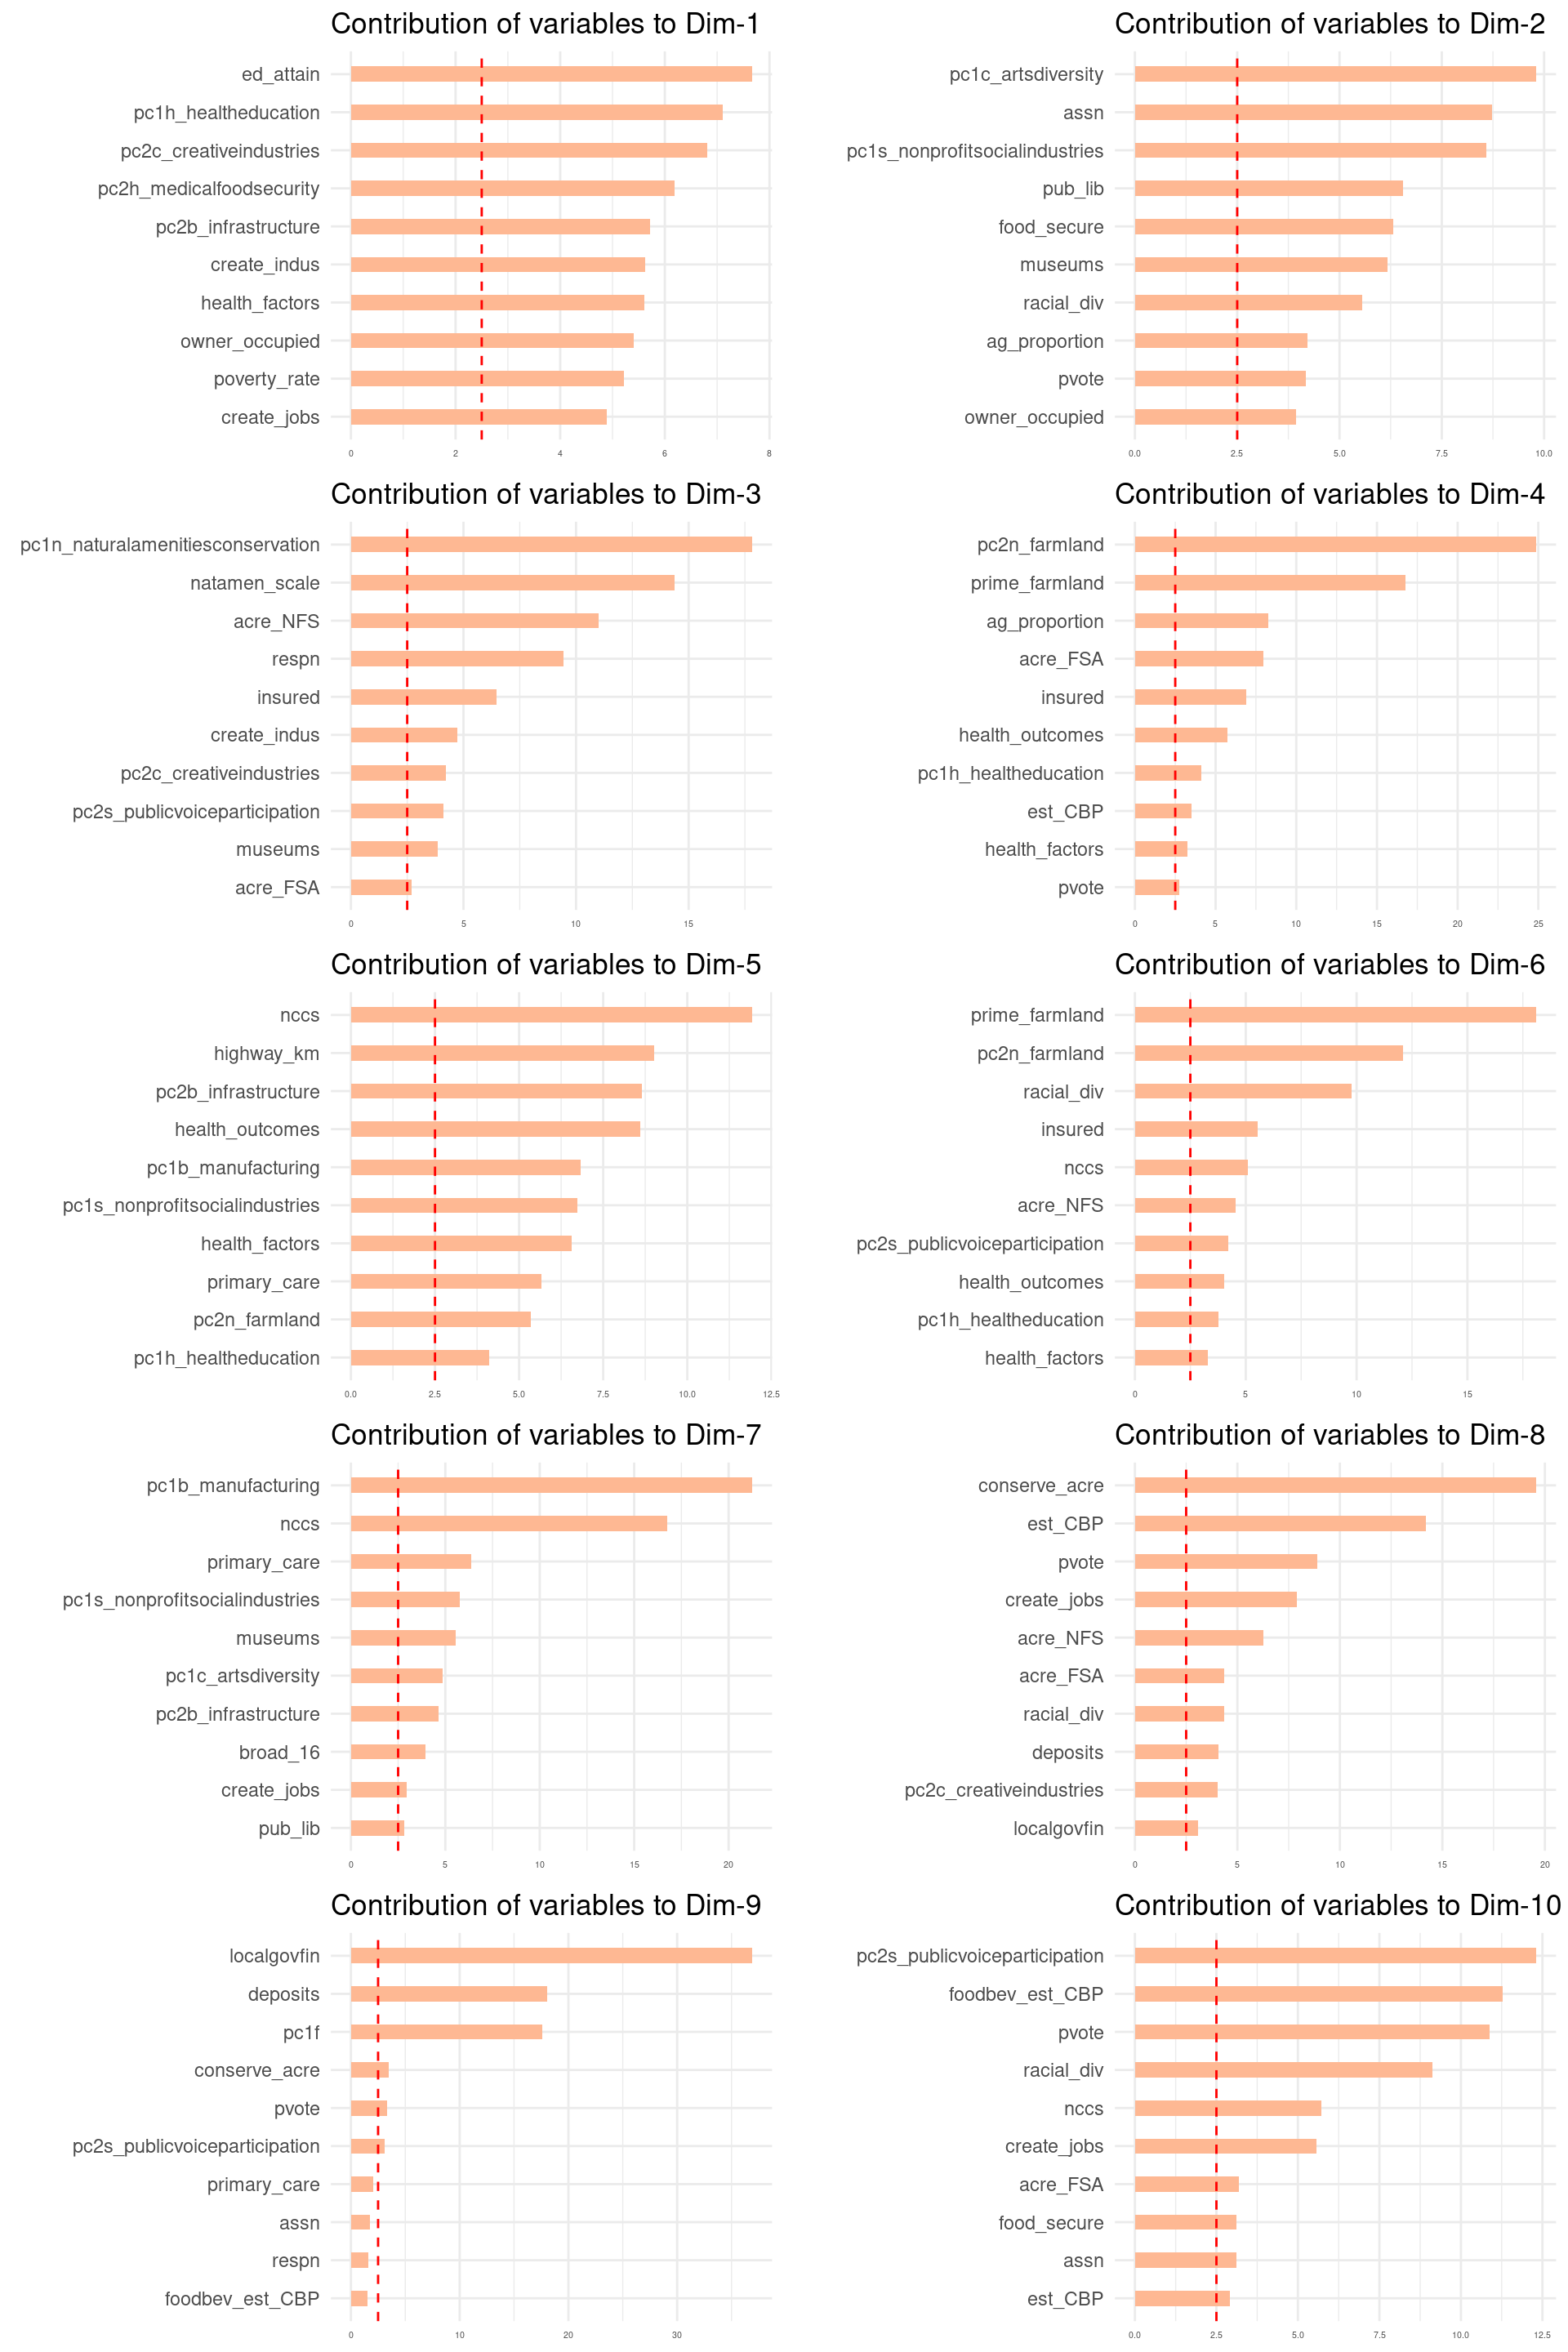 Contribution of variables to Dim-1
ed_attain
pc1h_healtheducation
pc2c_creativeindustries
pc2h_medicalfoodsecurity
pc2b_infrastructure
create_indus
health_factors
owner_occupied
poverty_rate
create_jobs
0 2 4 6 8
Contribution of variables to Dim-2
pc1c_artsdiversity
assn
pc1s_nonprofitsocialindustries
pub_lib
food_secure
museums
racial_div
ag_proportion
pvote
owner_occupied
0.0 2.5 5.0 7.5 10.0
Contribution of variables to Dim-3
pc1n_naturalamenitiesconservation
natamen_scale
acre_NFS
respn
insured
create_indus
pc2c_creativeindustries
pc2s_publicvoiceparticipation
museums
acre_FSA
0 5 10 15
Contribution of variables to Dim-4
pc2n_farmland
prime_farmland
ag_proportion
acre_FSA
insured
health_outcomes
pc1h_healtheducation
est_CBP
health_factors
pvote
0 5 10 15 20 25
Contribution of variables to Dim-5
nccs
highway_km
pc2b_infrastructure
health_outcomes
pc1b_manufacturing
pc1s_nonprofitsocialindustries
health_factors
primary_care
pc2n_farmland
pc1h_healtheducation
0.0 2.5 5.0 7.5 10.0 12.5
Contribution of variables to Dim-6
prime_farmland
pc2n_farmland
racial_div
insured
nccs
acre_NFS
pc2s_publicvoiceparticipation
health_outcomes
pc1h_healtheducation
health_factors
0 5 10 15
Contribution of variables to Dim-7
pc1b_manufacturing
nccs
primary_care
pc1s_nonprofitsocialindustries
museums
pc1c_artsdiversity
pc2b_infrastructure
broad_16
create_jobs
pub_lib
0 5 10 15 20
Contribution of variables to Dim-8
conserve_acre
est_CBP
pvote
create_jobs
acre_NFS
acre_FSA
racial_div
deposits
pc2c_creativeindustries
localgovfin
0 5 10 15 20
Contribution of variables to Dim-9
localgovfin
deposits
pc1f
conserve_acre
pvote
pc2s_publicvoiceparticipation
primary_care
assn
respn
foodbev_est_CBP
0 10 20 30
Contribution of variables to Dim-10
pc2s_publicvoiceparticipation
foodbev_est_CBP
pvote
racial_div
nccs
create_jobs
acre_FSA
food_secure
assn
est_CBP
0.0 2.5 5.0 7.5 10.0 12.5